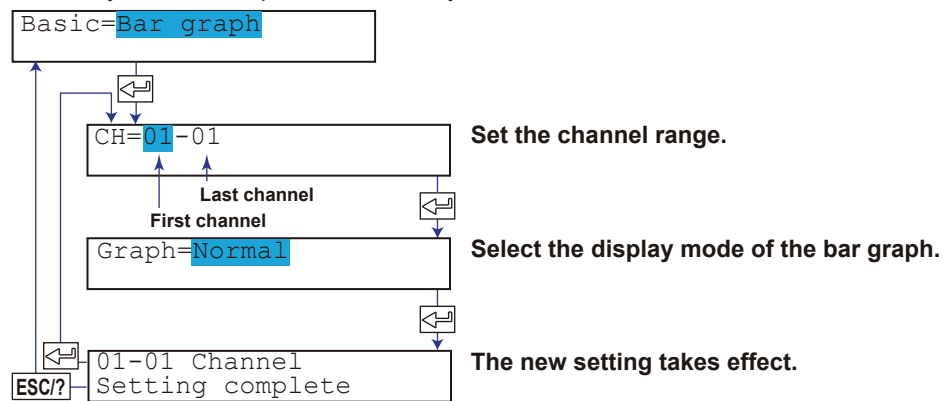 Basic=Bar graph
CH=01-01
Set the channel range.
Last channel
First channel
Graph=Normal
Select the display mode of the bar graph.
01-01 Channel
The new setting takes effect.
ESC/?
Setting complete